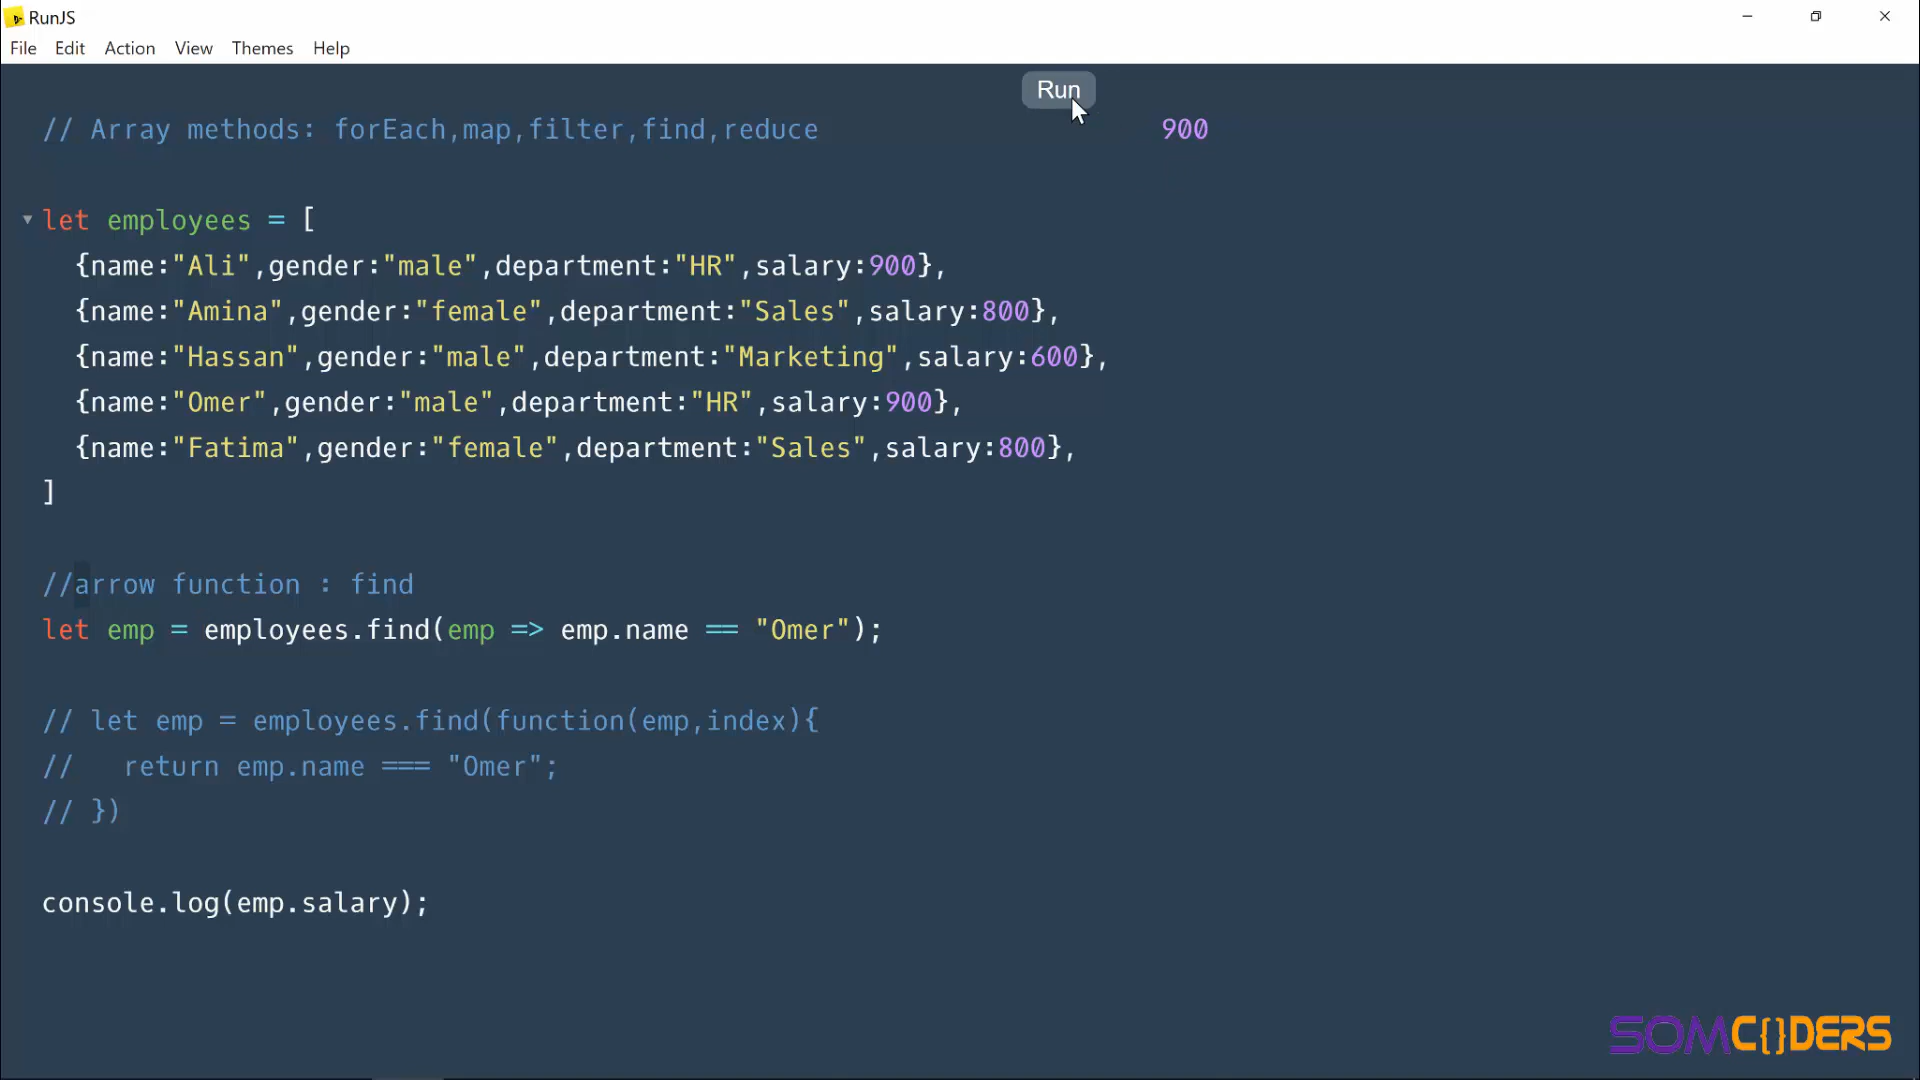 RunJS
File Edit Action View Themes Help
Run
// Array methods: forEach,map,filter,find,reduce
900
let employees = [
{name:"Ali",gender:"male",department:"HR",salary:900},
{name:"Amina",gender:"female",department:"Sales",salary:800},
{name:"Hassan",gender:"male",department:"Marketing",salary:600},
{name:"Omer",gender:"male",department:"HR",salary:900},
{name:"Fatima",gender:"female",department:"Sales",salary:800},
]
//arrow function : find
let emp = employees.find(emp => emp.name == "Omer");
// let emp = employees.find(function(emp,index){
//   return emp.name === "Omer";
// })
console.log(emp.salary);
SOMC{}DERS